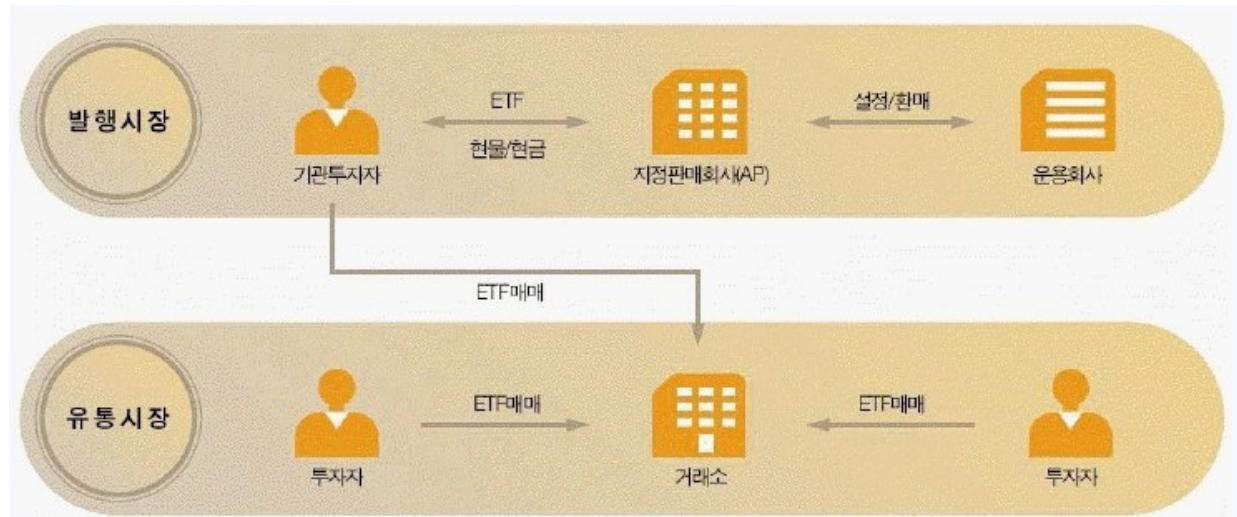 발행시장
ETF
현물/현금
설정/환매
기관투자자
지정판매회사(AP)
운용회사
ETF매매
유통시장
ETF매매
ETF매매
투자자
거래소
투자자